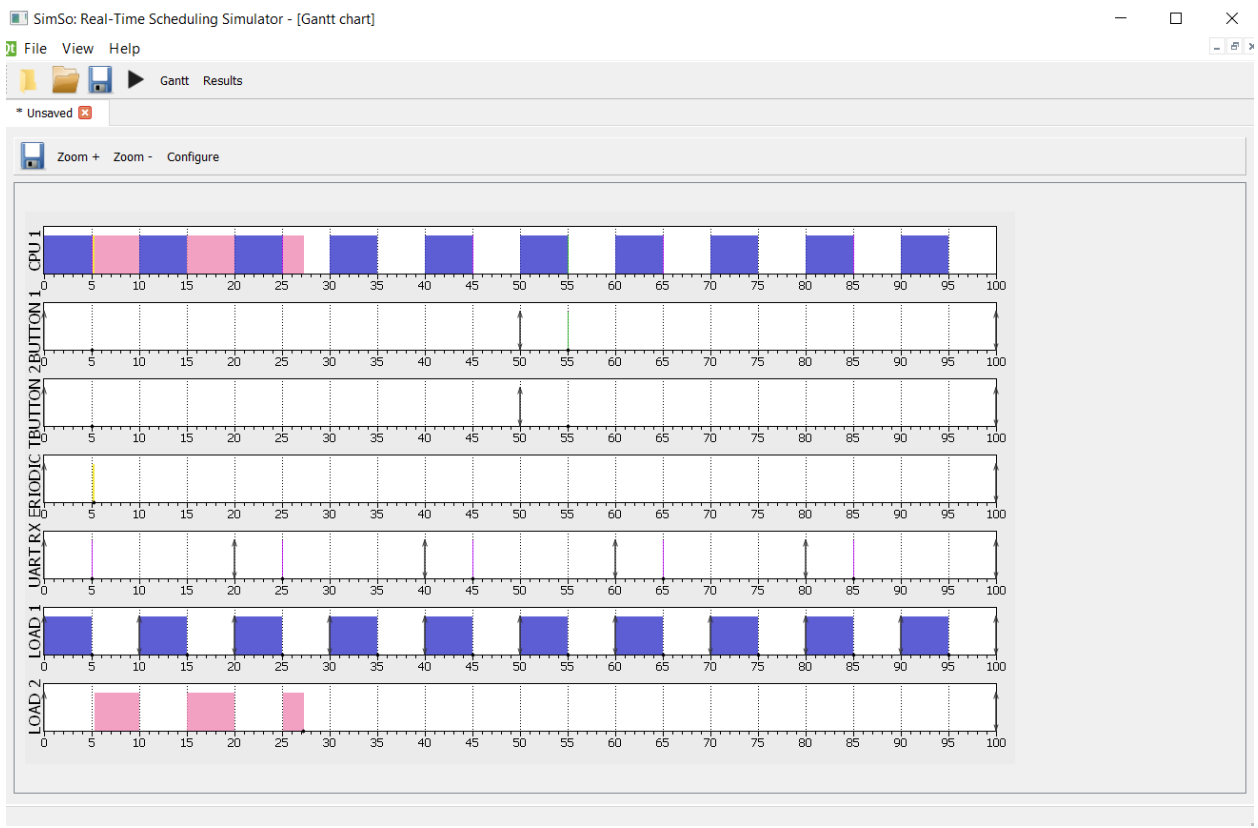 SimSo: Real-Time Scheduling Simulator - [Gantt chart]
File View Help
Gantt Results
* Unsaved
Zoom + Zoom - Configure
CPU 1
0 5 10 15 20 25 30 35 40 45 50 55 60 65 70 75 80 85 90 95 100
BUTTON 1
0 5 10 15 20 25 30 35 40 45 50 55 60 65 70 75 80 85 90 95 100
BUTTON 2
0 5 10 15 20 25 30 35 40 45 50 55 60 65 70 75 80 85 90 95 100
ERIODIC T
0 5 10 15 20 25 30 35 40 45 50 55 60 65 70 75 80 85 90 95 100
UART RX
0 5 10 15 20 25 30 35 40 45 50 55 60 65 70 75 80 85 90 95 100
LOAD 1
0 5 10 15 20 25 30 35 40 45 50 55 60 65 70 75 80 85 90 95 100
LOAD 2
0 5 10 15 20 25 30 35 40 45 50 55 60 65 70 75 80 85 90 95 100